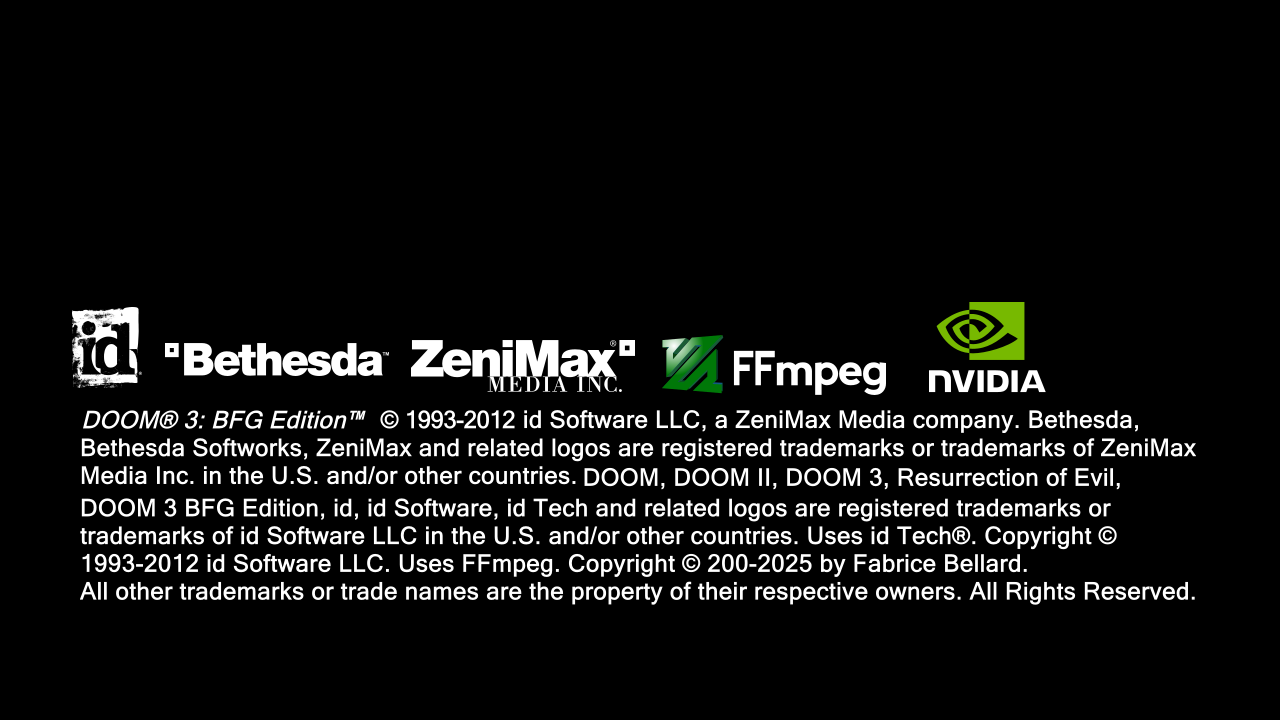 id Bethesda™ ZeniMax® FFmpeg NVIDIA
MEDIA INC.
DOOM® 3: BFG Edition™ © 1993-2012 id Software LLC, a ZeniMax Media company. Bethesda,
Bethesda Softworks, ZeniMax and related logos are registered trademarks or trademarks of ZeniMax
Media Inc. in the U.S. and/or other countries. DOOM, DOOM II, DOOM 3, Resurrection of Evil,
DOOM 3 BFG Edition, id, id Software, id Tech and related logos are registered trademarks or
trademarks of id Software LLC in the U.S. and/or other countries. Uses id Tech®. Copyright ©
1993-2012 id Software LLC. Uses FFmpeg. Copyright © 200-2025 by Fabrice Bellard.
All other trademarks or trade names are the property of their respective owners. All Rights Reserved.